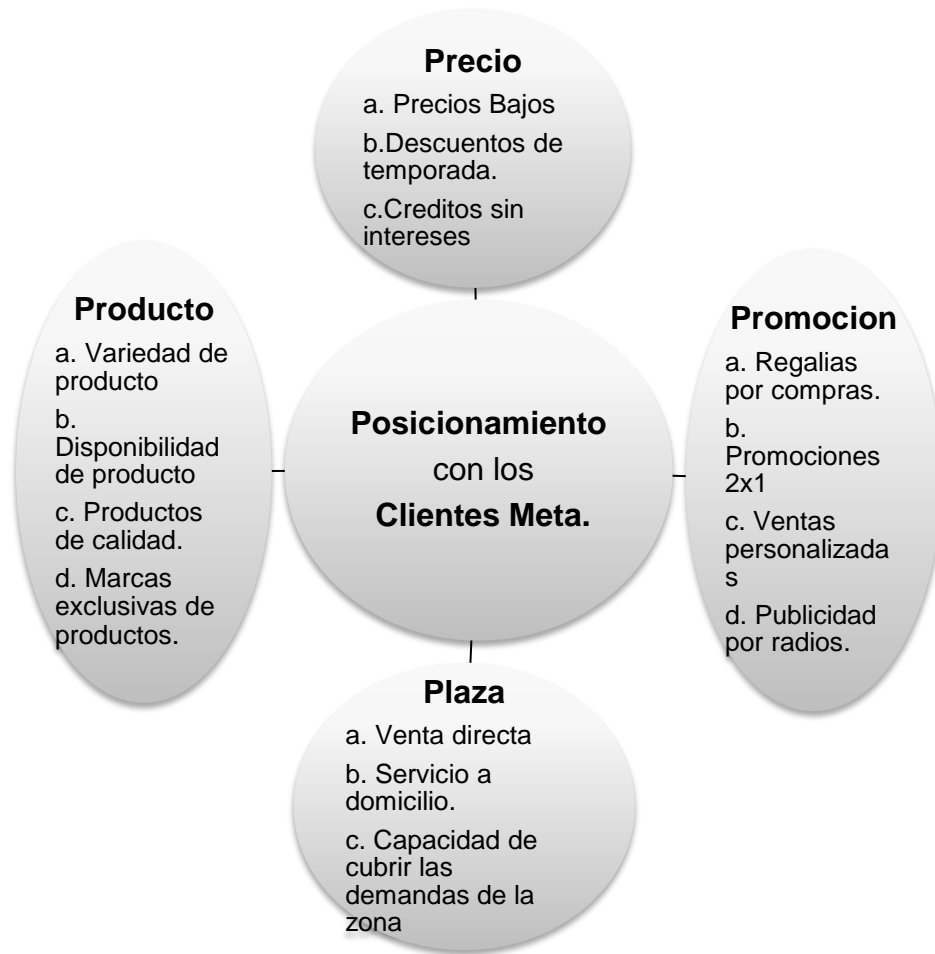 Precio
a. Precios Bajos
b.Descuentos de
temporada.
c.Creditos sin
intereses
Producto
a. Variedad de
producto
b.
Disponibilidad
de producto
c. Productos
de calidad.
d. Marcas
exclusivas de
productos.
Posicionamiento
con los
Clientes Meta.
Promocion
a. Regalias
por compras.
b.
Promociones
2x1
c. Ventas
personalizada
s
d. Publicidad
por radios.
Plaza
a. Venta directa
b. Servicio a
domicilio.
c. Capacidad de
cubrir las
demandas de la
zona